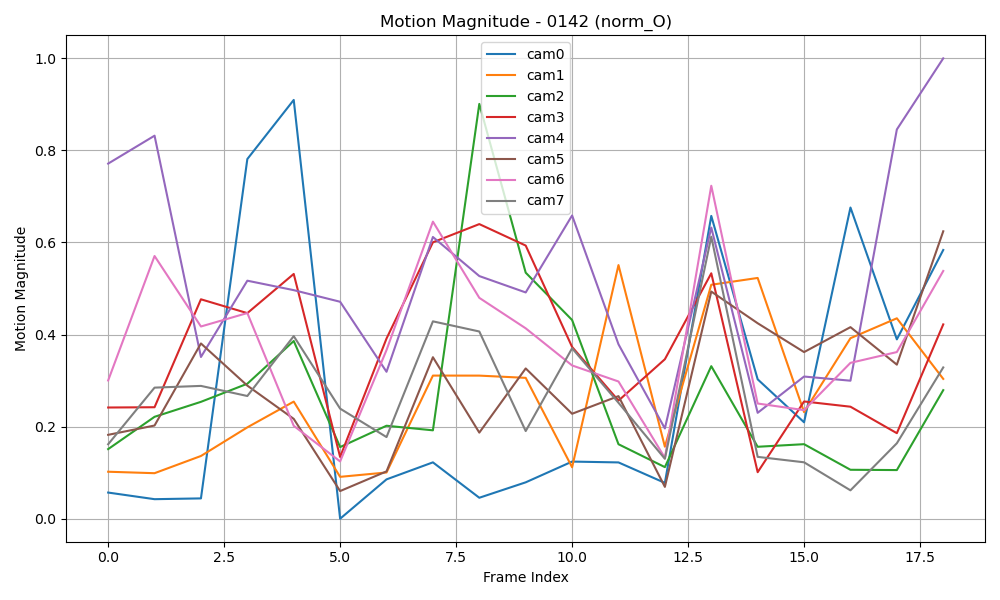 Motion Magnitude - 0142 (norm_O)
Motion Magnitude
1.0
0.8
0.6
0.4
0.2
0.0
cam0
cam1
cam2
cam3
cam4
cam5
cam6
cam7
0.0 2.5 5.0 7.5 10.0 12.5 15.0 17.5
Frame Index